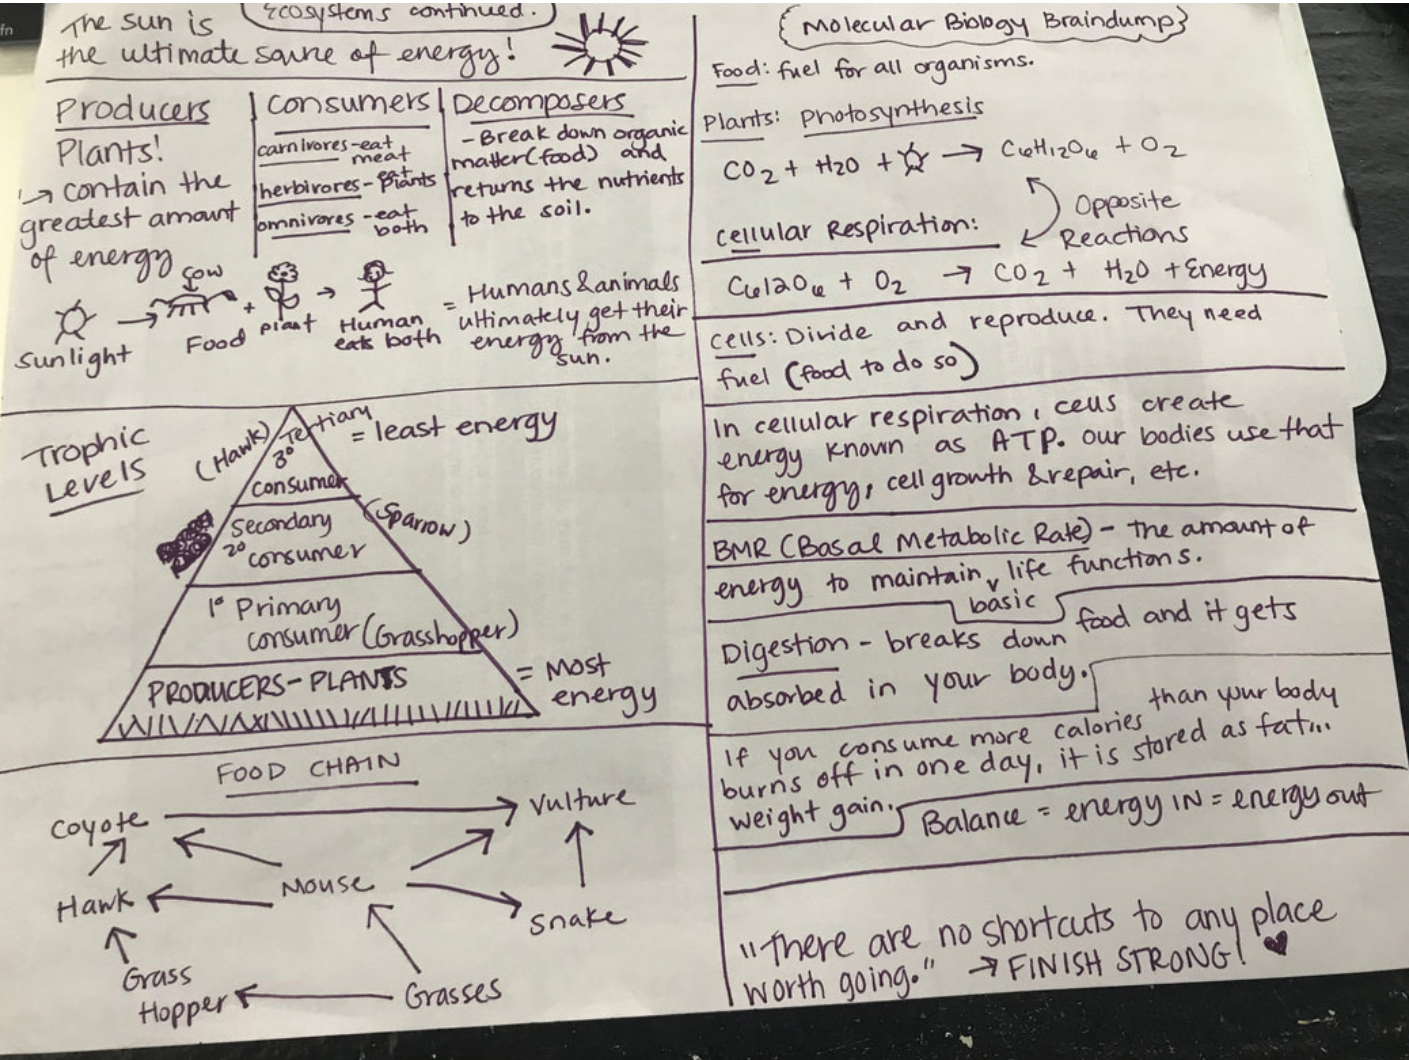 fn
Ecosystems continued.
The sun is
the ultimate source of energy!
Producers
Plants!
↳ contain the
greatest amount
of energy
Consumers
carnivores - eat
meat
herbivores - eat plants
omnivores - eat
both
Decomposers
- Break down organic
matter (food) and
returns the nutrients
to the soil.
Sunlight
→
Cow
Food
+
plant
→
Human
eats both
= Humans & animals
ultimately get their
energy from the
sun.
Trophic
Levels
(Hawk)
Tertiary
3°
consumer
= least energy
Secondary
2° consumer
(Sparrow)
1° Primary
consumer (Grasshopper)
PRODUCERS - PLANTS
= Most
energy
FOOD CHAIN
Coyote
Vulture
Hawk
Mouse
Snake
Grass
Hopper
Grasses
Molecular Biology Braindump
Food: fuel for all organisms.
Plants: Photosynthesis
CO2 + H2O + → C6H12O6 + O2
Opposite
Reactions
Cellular Respiration:
C61206 + O2 → CO2 + H2O + Energy
Cells: Divide and reproduce. They need
fuel (food to do so)
In cellular respiration, cells create
energy known as ATP. Our bodies use that
for energy, cell growth & repair, etc.
BMR (Basal Metabolic Rate) - the amount of
energy to maintain basic life functions.
Digestion - breaks down food and it gets
absorbed in your body.
If you consume more calories than your body
burns off in one day, it is stored as fat...
weight gain.
Balance = energy IN = energy out
"There are no shortcuts to any place
worth going." → FINISH STRONG! ♥